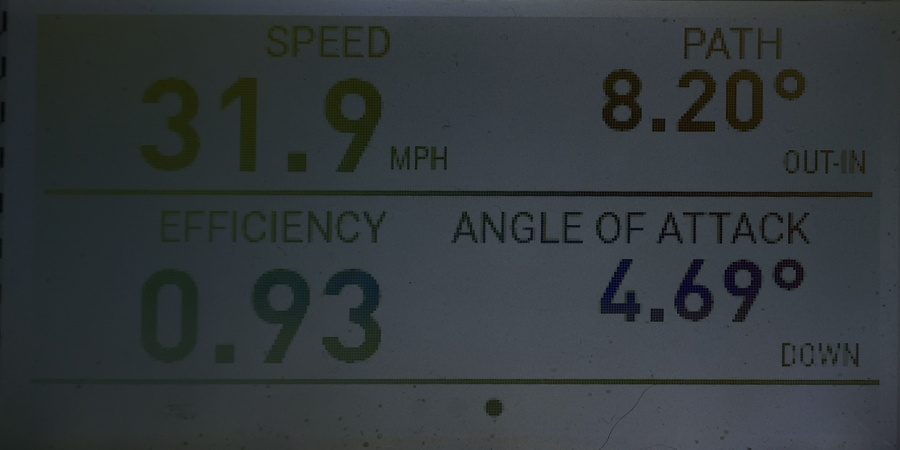 SPEED
31.9 MPH
PATH
8.20°
OUT-IN
EFFICIENCY
0.93
ANGLE OF ATTACK
4.69°
DOWN